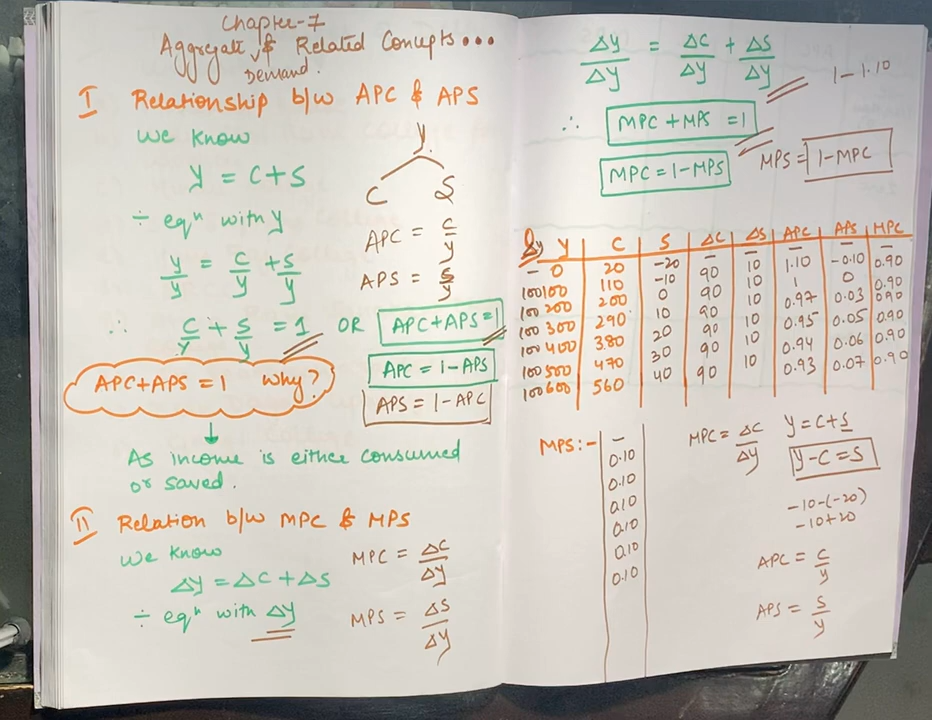 Chapter-7
Aggregate & Related Concepts...
Demand.
I Relationship b/w APC & APS
We know
y = C+S
÷ eqⁿ with y
y/y = C/y + S/y
∴ C/y + S/y = 1 OR APC+APS=1
APC+APS = 1 why?
As income is either consumed
or saved.
y
C S
APC = C/y
APS = S/y
APC = 1-APS
APS = 1-APC
II Relation b/w MPC & MPS
We know
Δy = ΔC + ΔS
÷ eqⁿ with Δy
MPC = ΔC/Δy
MPS = ΔS/Δy
Δy/Δy = ΔC/Δy + ΔS/Δy
1-1.10
∴ MPC + MPS = 1
MPC = 1-MPS
MPS = 1-MPC
Δy y C S ΔC ΔS APC APS MPC
- 0 20 -20 - - - - -
100 100 110 -10 90 10 1.10 -0.10 0.90
100 200 200 0 90 10 1 0 0.90
100 300 290 10 90 10 0.97 0.03 0.90
100 400 380 20 90 10 0.95 0.05 0.90
100 500 470 30 90 10 0.94 0.06 0.90
100 600 560 40 90 10 0.93 0.07 0.90
MPS:- -
0.10
0.10
0.10
0.10
0.10
0.10
MPC = ΔC/Δy
y = C+S
y-C = S
-10-(-20)
-10+20
APC = C/y
APS = S/y